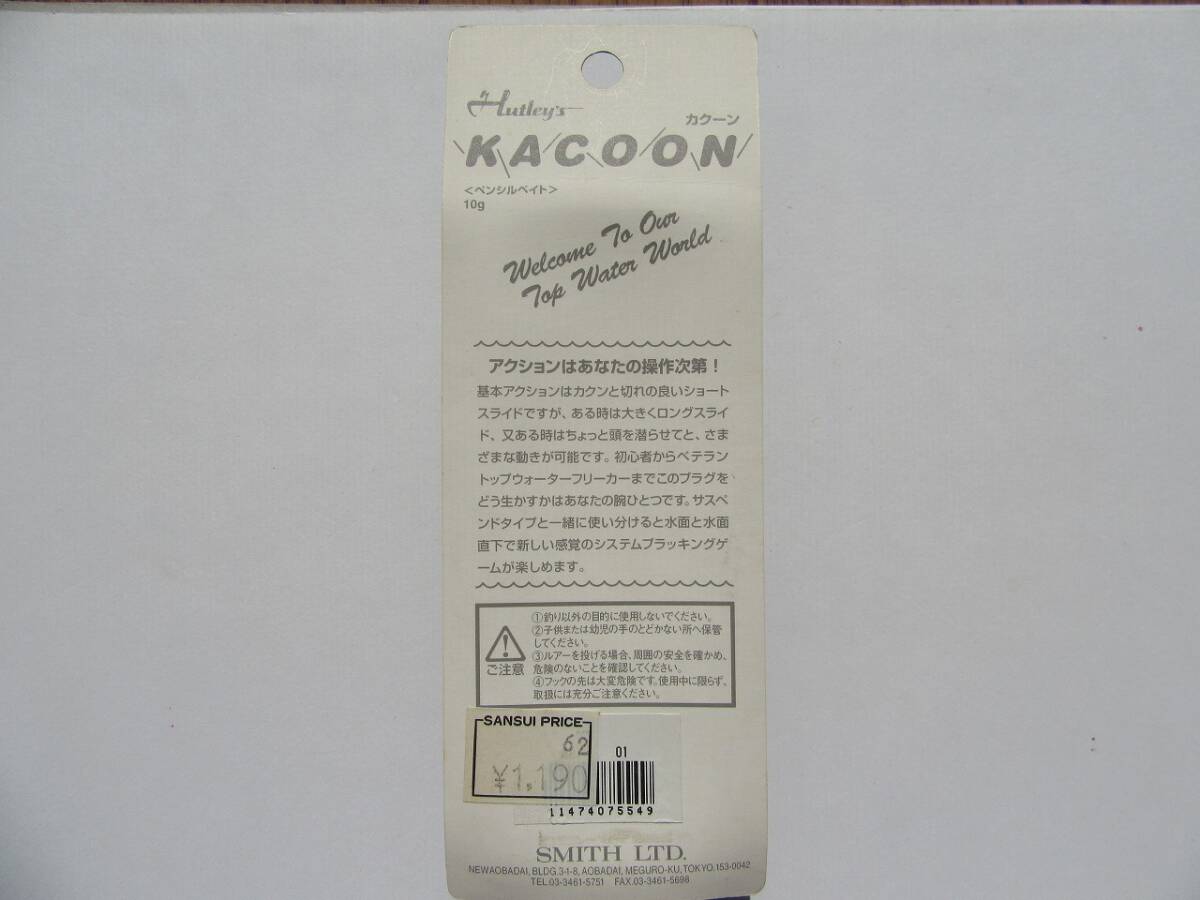 Hutley's
カクーン
KACOON
＜ペンシルベイト＞
10g
Welcome To Our
Top Water World
アクションはあなたの操作次第！
基本アクションはカクンと切れの良いショート
スライドですが、ある時は大きくロングスライ
ド、又ある時はちょっと頭を潜らせてと、さま
ざまな動きが可能です。初心者からベテラン
トップウォーターフリーカーまでこのプラグを
どう生かすかはあなたの腕ひとつです。サスペ
ンドタイプと一緒に使い分けると水面と水面
直下で新しい感覚のシステムプラッキングゲ
ームが楽しめます。
①釣り以外の目的に使用しないでください。
②子供または幼児の手のとどかない所へ保管
してください。
③ルアーを投げる場合、周囲の安全を確かめ、
危険のないことを確認してください。
④フックの先は大変危険です。使用中に限らず、
取扱には充分ご注意ください。
ご注意
SANSUI PRICE
62
¥1,190
01
11474075549
SMITH LTD.
NEWAOBADAI, BLDG.3-1-8, AOBADAI, MEGURO-KU, TOKYO. 153-0042
TEL.03-3461-5751 FAX.03-3461-5698